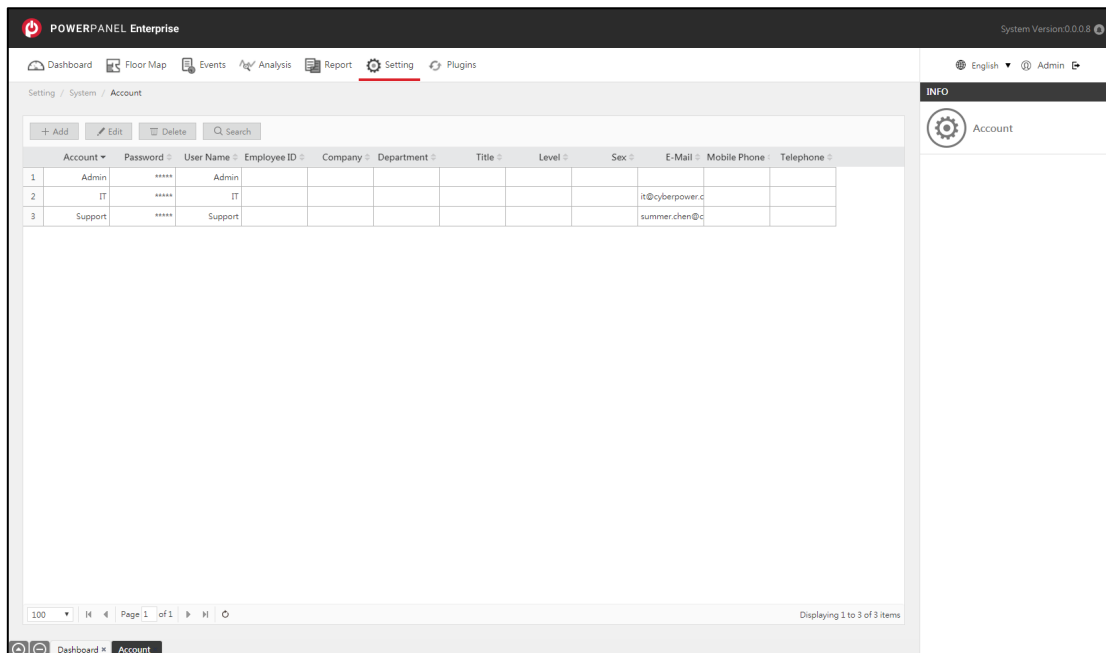 POWERPANEL Enterprise
System Version:0.0.0.8
Dashboard Floor Map Events Analysis Report Setting Plugins
English Admin
Setting / System / Account
INFO
Account
+ Add Edit Delete Search
Account Password User Name Employee ID Company Department Title Level Sex E-Mail Mobile Phone Telephone
1 Admin ***** Admin
2 IT ***** IT it@cyberpower.c
3 Support ***** Support summer.chen@c
100 Page 1 of 1 Displaying 1 to 3 of 3 items
Dashboard × Account